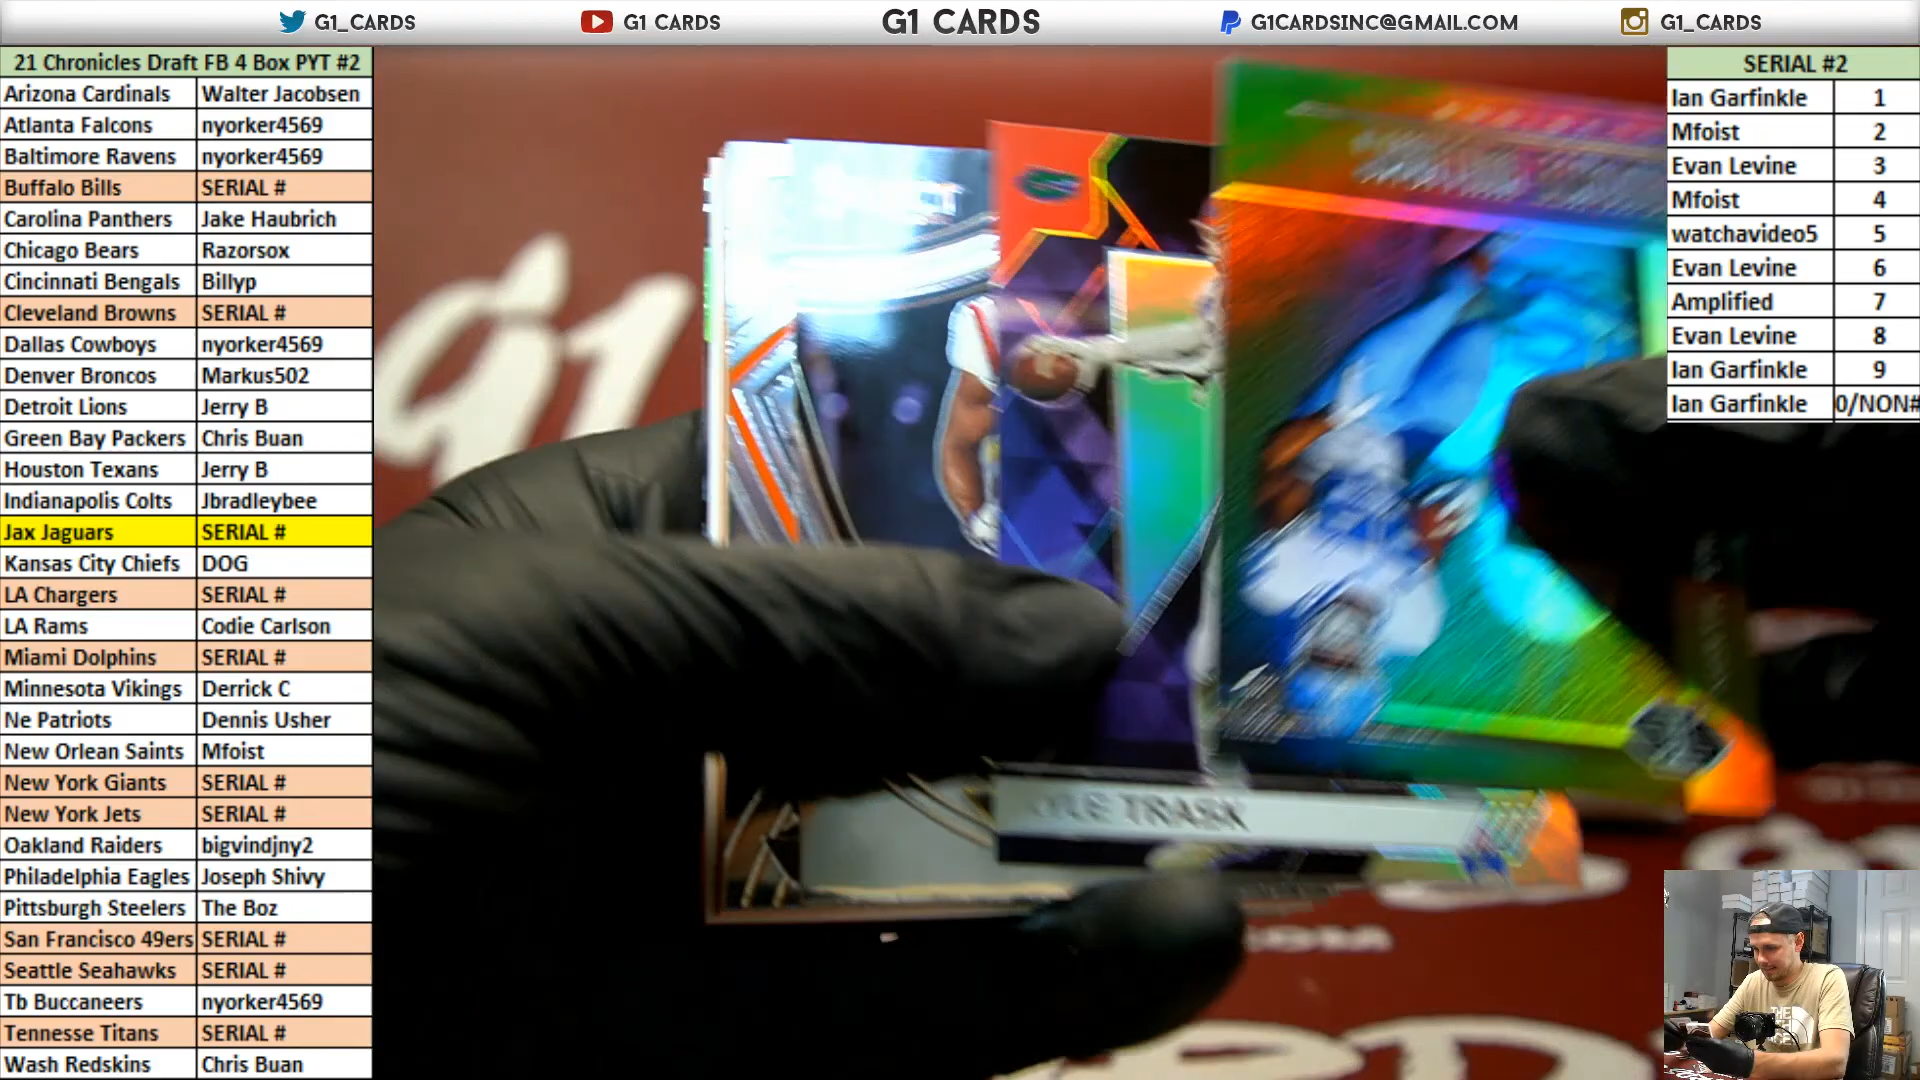 G1_CARDS
G1 CARDS
G1 CARDS
G1CARDSINC@GMAIL.COM
G1_CARDS
21 Chronicles Draft FB 4 Box PYT #2
Arizona Cardinals Walter Jacobsen
Atlanta Falcons nyorker4569
Baltimore Ravens nyorker4569
Buffalo Bills SERIAL #
Carolina Panthers Jake Haubrich
Chicago Bears Razorsox
Cincinnati Bengals Billyp
Cleveland Browns SERIAL #
Dallas Cowboys nyorker4569
Denver Broncos Markus502
Detroit Lions Jerry B
Green Bay Packers Chris Buan
Houston Texans Jerry B
Indianapolis Colts Jbradleybee
Jax Jaguars SERIAL #
Kansas City Chiefs DOG
LA Chargers SERIAL #
LA Rams Codie Carlson
Miami Dolphins SERIAL #
Minnesota Vikings Derrick C
Ne Patriots Dennis Usher
New Orlean Saints Mfoist
New York Giants SERIAL #
New York Jets SERIAL #
Oakland Raiders bigvindjny2
Philadelphia Eagles Joseph Shivy
Pittsburgh Steelers The Boz
San Francisco 49ers SERIAL #
Seattle Seahawks SERIAL #
Tb Buccaneers nyorker4569
Tennesse Titans SERIAL #
Wash Redskins Chris Buan
SERIAL #2
Ian Garfinkle 1
Mfoist 2
Evan Levine 3
Mfoist 4
watchavideo5 5
Evan Levine 6
Amplified 7
Evan Levine 8
Ian Garfinkle 9
Ian Garfinkle 0/NON#
g1
TRASK
THE